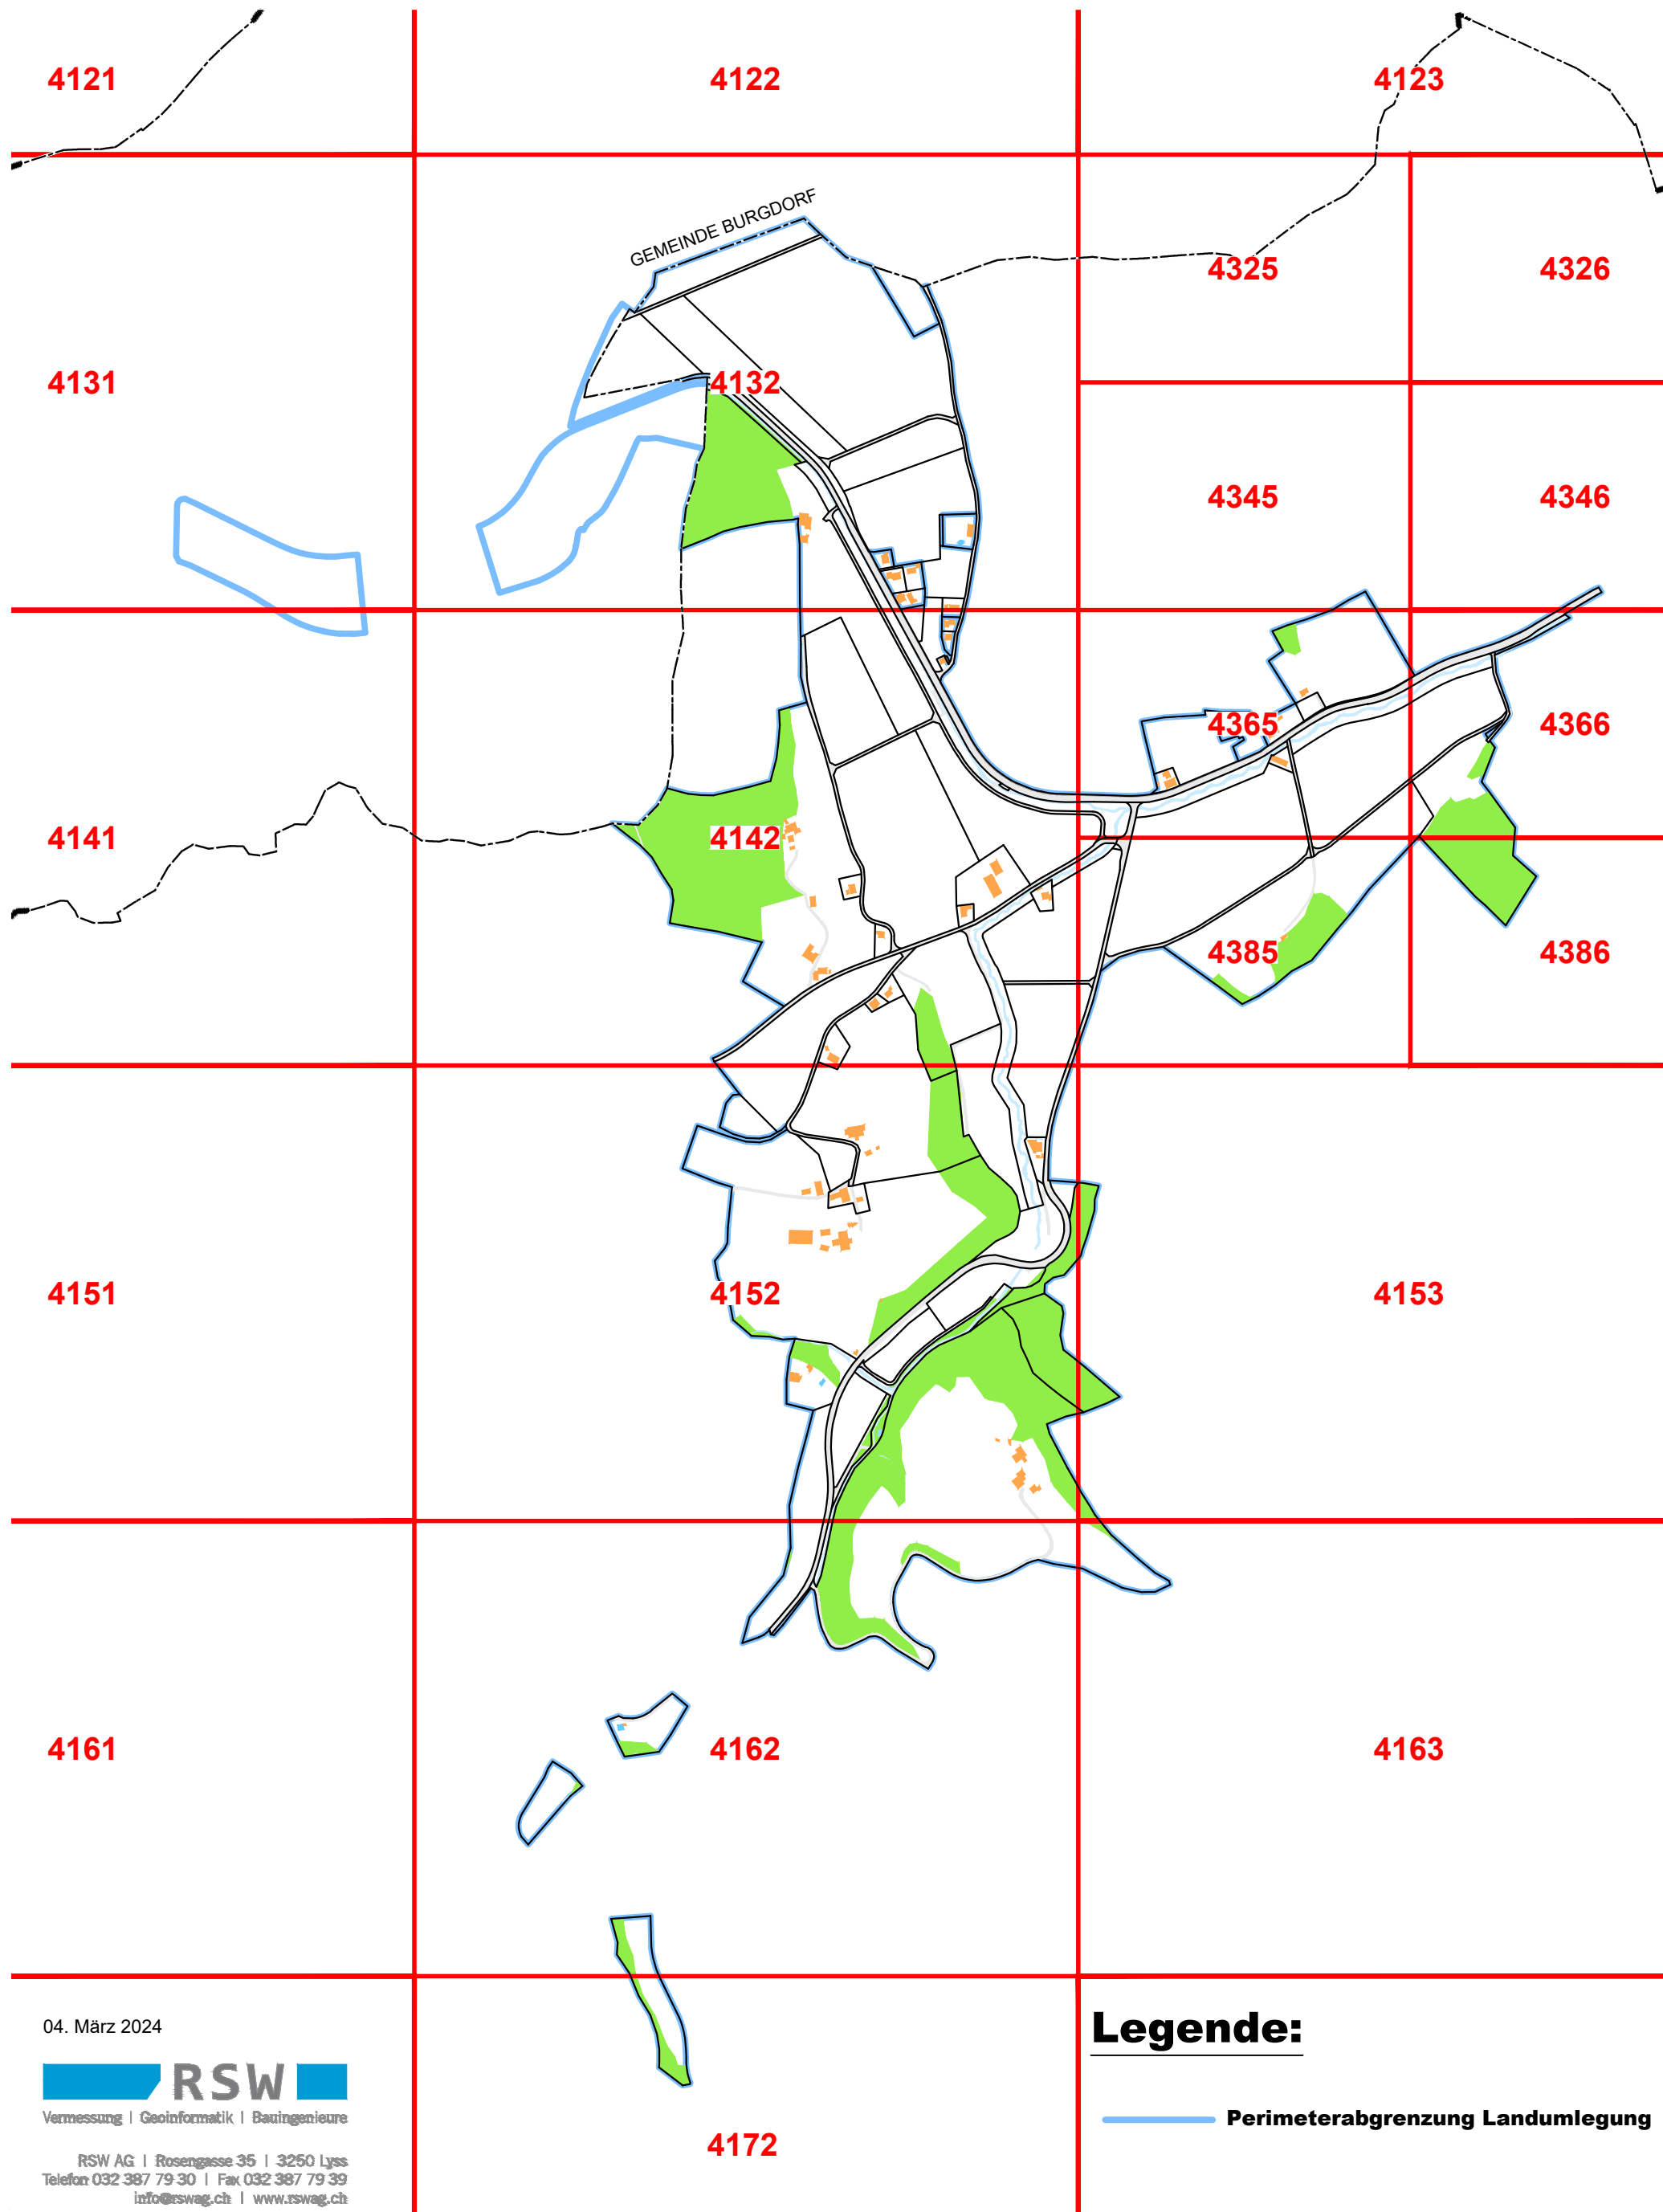 4121
4122
4123
GEMEINDE BURGDORF
4325
4326
4131
4132
4345
4346
4365
4366
4141
4142
4385
4386
4151
4152
4153
4161
4162
4163
04. März 2024
RSW
Vermessung | Geoinformatik | Bauingenieure
RSW AG | Rosengasse 35 | 3250 Lyss
Telefon 032 387 79 30 | Fax 032 387 79 39
info@rswag.ch | www.rswag.ch
4172
Legende:
Perimeterabgrenzung Landumlegung